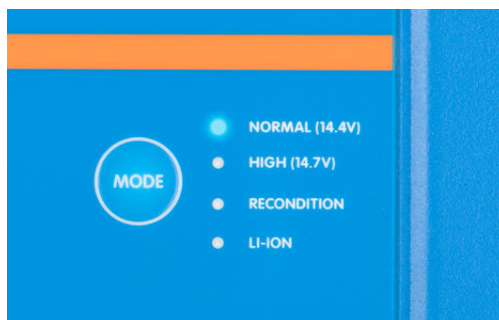 NORMAL (14.4V)
HIGH (14.7V)
MODE
RECONDITION
LI-ION